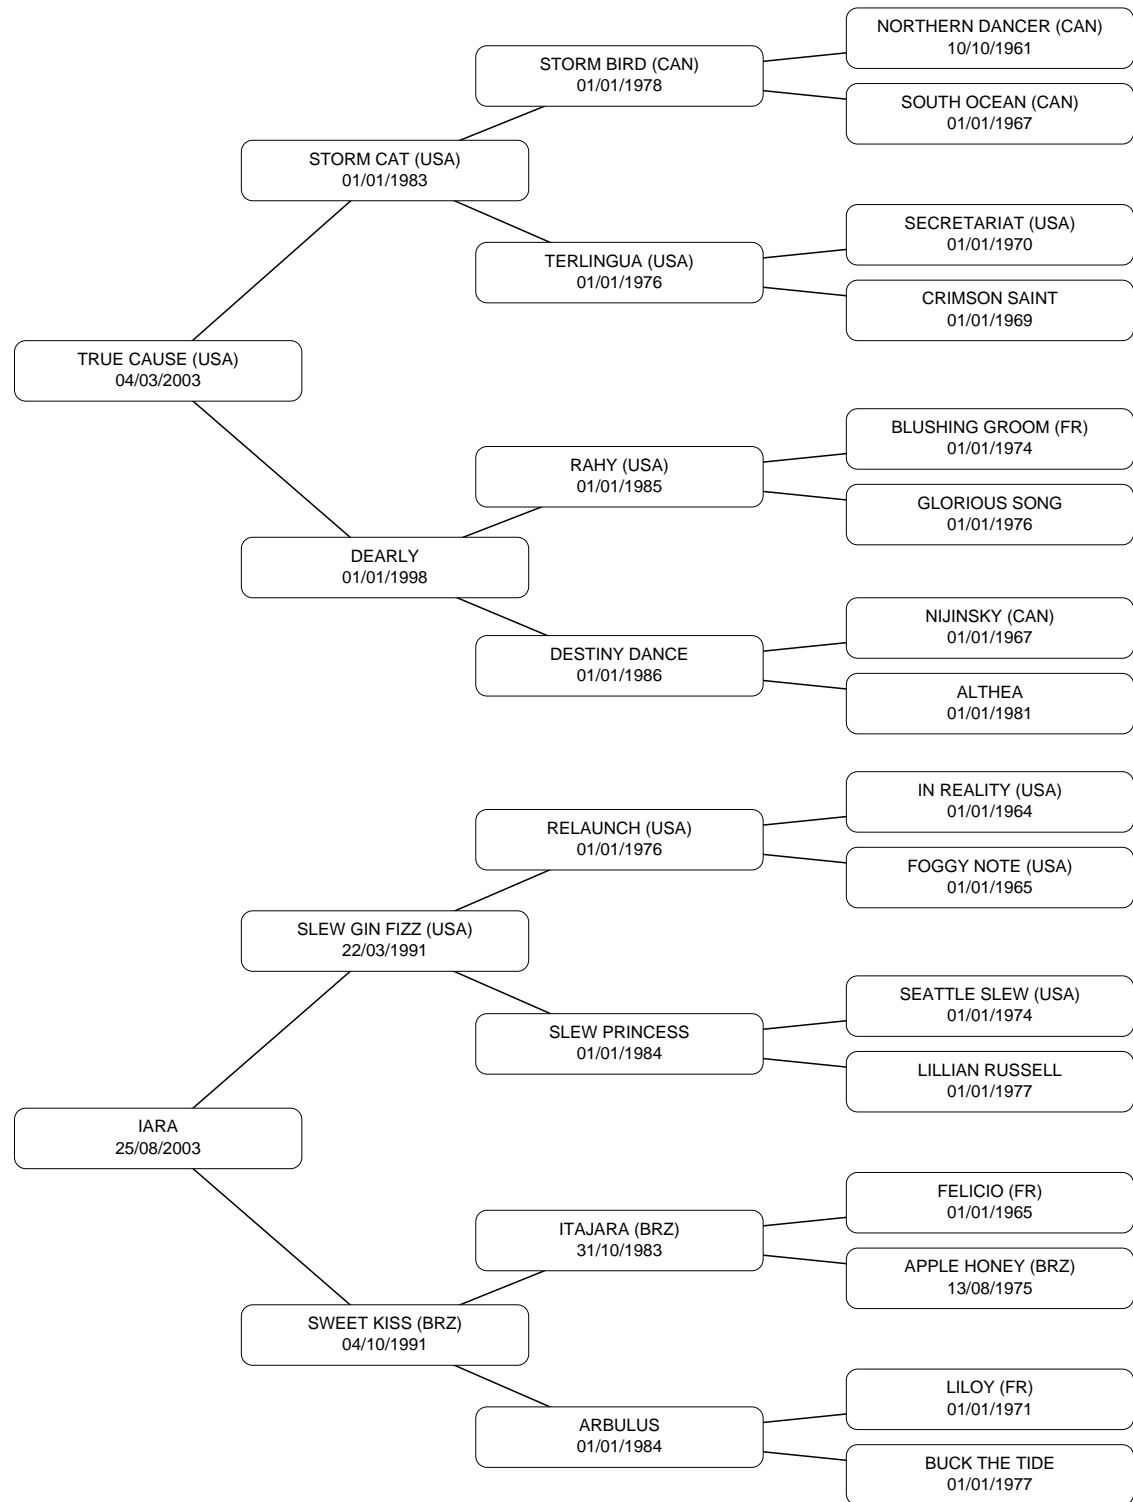 NORTHERN DANCER (CAN)
10/10/1961
STORM BIRD (CAN)
01/01/1978
SOUTH OCEAN (CAN)
01/01/1967
STORM CAT (USA)
01/01/1983
SECRETARIAT (USA)
01/01/1970
TERLINGUA (USA)
01/01/1976
CRIMSON SAINT
01/01/1969
TRUE CAUSE (USA)
04/03/2003
BLUSHING GROOM (FR)
01/01/1974
RAHY (USA)
01/01/1985
GLORIOUS SONG
01/01/1976
DEARLY
01/01/1998
NIJINSKY (CAN)
01/01/1967
DESTINY DANCE
01/01/1986
ALTHEA
01/01/1981
IN REALITY (USA)
01/01/1964
RELAUNCH (USA)
01/01/1976
FOGGY NOTE (USA)
01/01/1965
SLEW GIN FIZZ (USA)
22/03/1991
SEATTLE SLEW (USA)
01/01/1974
SLEW PRINCESS
01/01/1984
LILLIAN RUSSELL
01/01/1977
IARA
25/08/2003
FELICIO (FR)
01/01/1965
ITAJARA (BRZ)
31/10/1983
APPLE HONEY (BRZ)
13/08/1975
SWEET KISS (BRZ)
04/10/1991
LILOY (FR)
01/01/1971
ARBULUS
01/01/1984
BUCK THE TIDE
01/01/1977